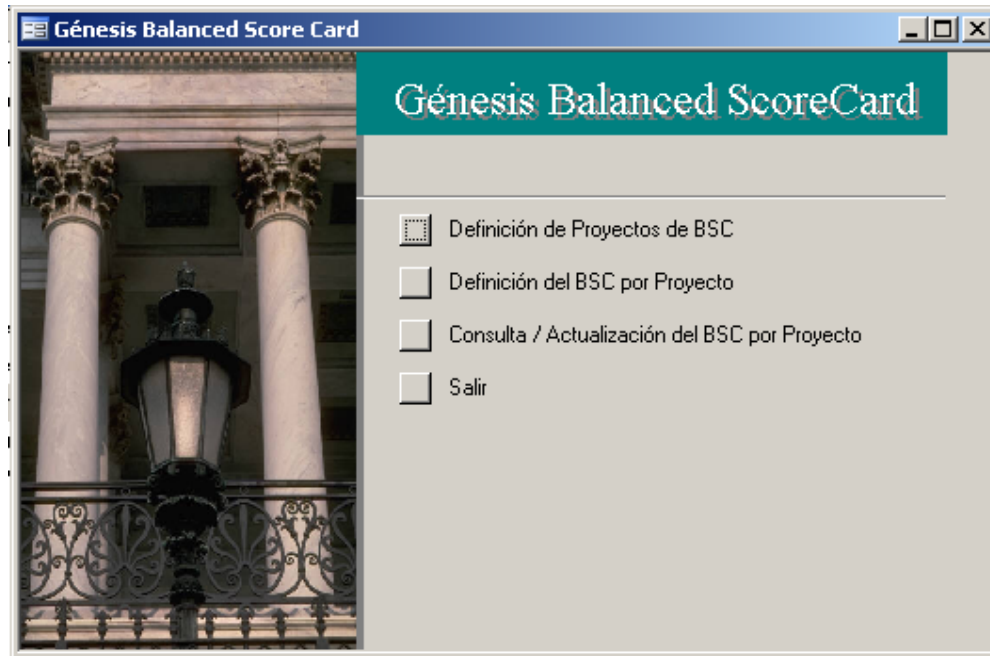 Génesis Balanced Score Card
Génesis Balanced ScoreCard
Definición de Proyectos de BSC
Definición del BSC por Proyecto
Consulta / Actualización del BSC por Proyecto
Salir